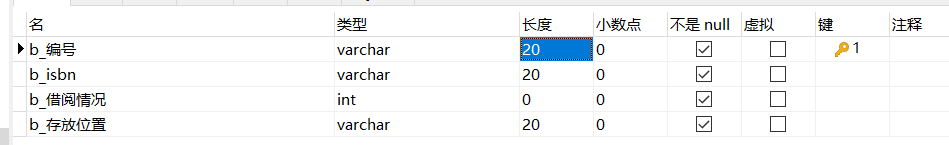 名 类型 长度 小数点 不是 null 虚拟 键 注释
b_编号 varchar 20 0 1
b_isbn varchar 20 0
b_借阅情况 int 0 0
b_存放位置 varchar 20 0